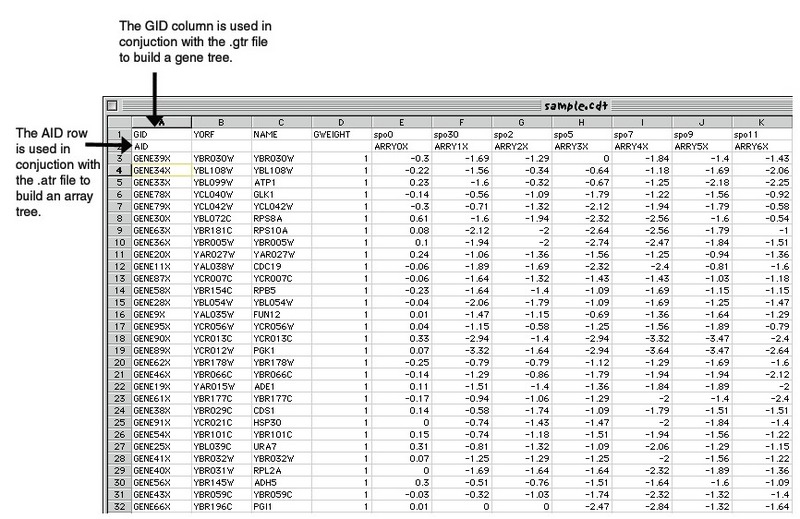 The GID column is used in
conjuction with the .gtr file
to build a gene tree.
The AID row
is used in
conjuction with
the .atr file to
build an array
tree.
sample.cdt
A B C D E F G H I J K
1 GID YORF NAME GWEIGHT spo0 spo30 spo2 spo5 spo7 spo9 spo11
2 AID ARRY0X ARRY1X ARRY2X ARRY3X ARRY4X ARRY5X ARRY6X
3 GENE39X YBR030W YBR030W 1 -0.3 -1.69 -1.29 0 -1.84 -1.4 -1.43
4 GENE34X YBL108W YBL108W 1 -0.22 -1.56 -0.34 -0.64 -1.18 -1.69 -2.06
5 GENE33X YBL099W ATP1 1 0.23 -1.6 -0.32 -0.67 -1.25 -2.18 -2.25
6 GENE78X YCL040W GLK1 1 -0.14 -0.56 -1.09 -1.79 -1.22 -1.56 -0.92
7 GENE79X YCL042W YCL042W 1 -0.3 -0.71 -1.32 -2.12 -1.94 -1.79 -0.58
8 GENE30X YBL072C RPS8A 1 0.61 -1.6 -1.94 -2.32 -2.56 -1.6 -0.54
9 GENE63X YBR181C RPS10A 1 0.08 -2.12 -2 -2.64 -2.56 -1.79 -1
10 GENE36X YBR005W YBR005W 1 0.1 -1.94 -2 -2.74 -2.47 -1.84 -1.51
11 GENE20X YAR027W YAR027W 1 0.24 -1.06 -1.36 -1.56 -1.25 -0.94 -1.36
12 GENE11X YAL038W CDC19 1 -0.06 -1.89 -1.69 -2.32 -2.4 -0.81 -1.6
13 GENE87X YCR007C YCR007C 1 -0.06 -1.64 -1.32 -1.43 -1.43 -1.03 -1.18
14 GENE58X YBR154C RPB5 1 -0.23 -1.64 -1.4 -1.09 -1.69 -1.15 -1.15
15 GENE28X YBL054W YBL054W 1 -0.04 -2.06 -1.79 -1.09 -1.69 -1.25 -1.47
16 GENE9X YAL035W FUN12 1 0.01 -1.47 -1.15 -0.69 -1.36 -1.64 -1.29
17 GENE95X YCR056W YCR056W 1 0.04 -1.15 -0.58 -1.25 -1.56 -1.89 -0.79
18 GENE90X YCR013C YCR013C 1 0.33 -2.94 -1.4 -2.94 -3.32 -3.47 -2.4
19 GENE89X YCR012W PGK1 1 0.07 -3.32 -1.64 -2.94 -3.64 -3.47 -2.64
20 GENE62X YBR178W YBR178W 1 -0.25 -0.79 -0.79 -1.12 -1.29 -1.69 -1.6
21 GENE46X YBR066C YBR066C 1 -0.14 -1.29 -0.86 -1.79 -1.94 -1.94 -2.12
22 GENE19X YAR015W ADE1 1 0.11 -1.51 -1.4 -1.36 -1.84 -1.89 -2
23 GENE61X YBR177C YBR177C 1 -0.17 -0.94 -1.06 -1.29 -2 -1.4 -2.4
24 GENE38X YBR029C CDS1 1 0.14 -0.58 -1.74 -1.09 -1.79 -1.51 -1.51
25 GENE91X YCR021C HSP30 1 0 -0.74 -1.43 -1.47 -2 -1.84 -1.4
26 GENE54X YBR101C YBR101C 1 0.15 -0.74 -1.18 -1.51 -1.94 -1.56 -1.22
27 GENE25X YBL039C URA7 1 0.31 -0.81 -1.32 -1.09 -2.06 -1.29 -1.15
28 GENE41X YBR032W YBR032W 1 0.07 -1.25 -1.29 -1.25 -2 -1.56 -1.22
29 GENE40X YBR031W RPL2A 1 0 -1.69 -1.64 -1.64 -2.32 -1.89 -1.36
30 GENE56X YBR145W ADH5 1 0.3 -0.51 -0.76 -1.51 -1.64 -1.6 -1.09
31 GENE43X YBR059C YBR059C 1 -0.03 -0.32 -1.03 -1.74 -2.32 -1.32 -1.4
32 GENE66X YBR196C PGI1 1 0.01 0 0 -2.47 -2.84 -1.32 -1.64